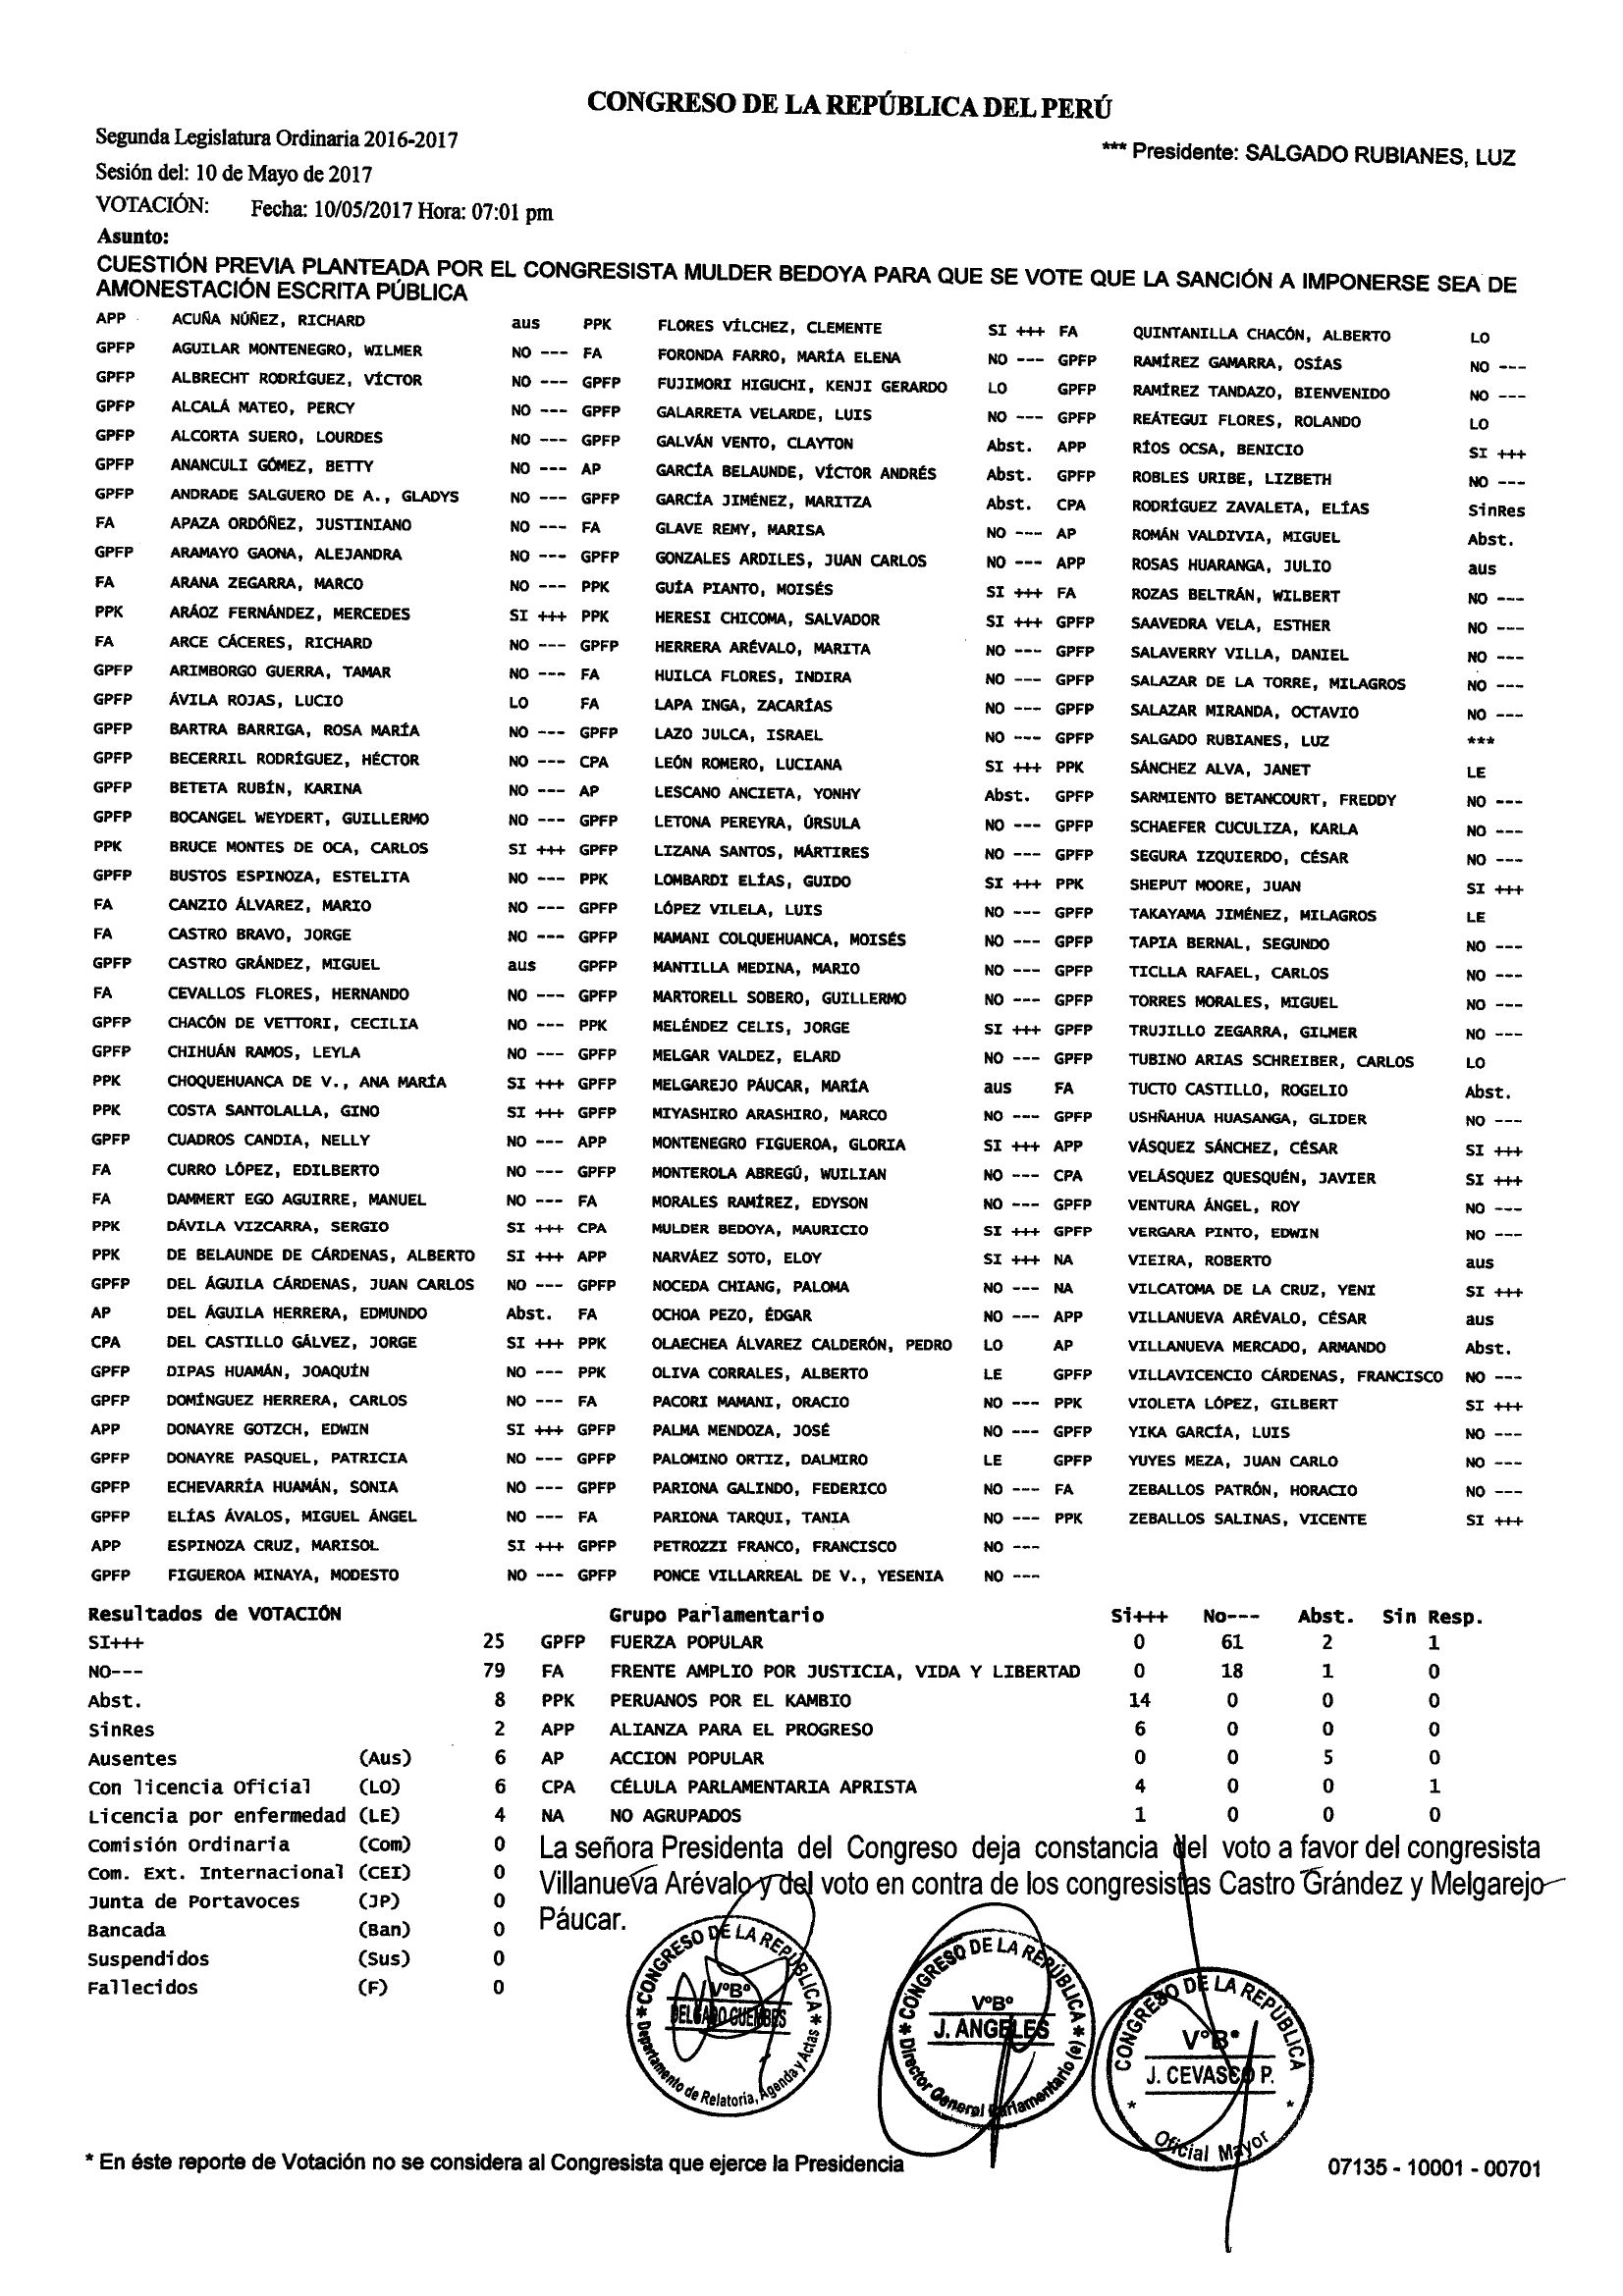 CONGRESO DE LA REPÚBLICA DEL PERÚ
Segunda Legislatura Ordinaria 2016-2017
*** Presidente: SALGADO RUBIANES, LUZ
Sesión del: 10 de Mayo de 2017
VOTACIÓN: Fecha: 10/05/2017 Hora: 07:01 pm
Asunto:
CUESTIÓN PREVIA PLANTEADA POR EL CONGRESISTA MULDER BEDOYA PARA QUE SE VOTE QUE LA SANCIÓN A IMPONERSE SEA DE
AMONESTACIÓN ESCRITA PÚBLICA
APP ACUÑA NÚÑEZ, RICHARD aus PPK FLORES VÍLCHEZ, CLEMENTE SI +++ FA QUINTANILLA CHACÓN, ALBERTO LO
GPFP AGUILAR MONTENEGRO, WILMER NO --- FA FORONDA FARRO, MARÍA ELENA NO --- GPFP RAMÍREZ GAMARRA, OSÍAS NO ---
GPFP ALBRECHT RODRÍGUEZ, VÍCTOR NO --- GPFP FUJIMORI HIGUCHI, KENJI GERARDO LO GPFP RAMÍREZ TANDAZO, BIENVENIDO NO ---
GPFP ALCALÁ MATEO, PERCY NO --- GPFP GALARRETA VELARDE, LUIS NO --- GPFP REÁTEGUI FLORES, ROLANDO LO
GPFP ALCORTA SUERO, LOURDES NO --- GPFP GALVÁN VENTO, CLAYTON Abst. APP RÍOS OCSA, BENICIO SI +++
GPFP ANANCULI GÓMEZ, BETTY NO --- AP GARCÍA BELAUNDE, VÍCTOR ANDRÉS Abst. GPFP ROBLES URIBE, LIZBETH NO ---
GPFP ANDRADE SALGUERO DE A., GLADYS NO --- GPFP GARCÍA JIMÉNEZ, MARITZA Abst. CPA RODRÍGUEZ ZAVALETA, ELÍAS SinRes
FA APAZA ORDÓÑEZ, JUSTINIANO NO --- FA GLAVE REMY, MARISA NO --- AP ROMÁN VALDIVIA, MIGUEL Abst.
GPFP ARAMAYO GAONA, ALEJANDRA NO --- GPFP GONZALES ARDILES, JUAN CARLOS NO --- APP ROSAS HUARANGA, JULIO aus
FA ARANA ZEGARRA, MARCO NO --- PPK GUÍA PIANTO, MOISÉS SI +++ FA ROZAS BELTRÁN, WILBERT NO ---
PPK ARÁOZ FERNÁNDEZ, MERCEDES SI +++ PPK HERESI CHICOMA, SALVADOR SI +++ GPFP SAAVEDRA VELA, ESTHER NO ---
FA ARCE CÁCERES, RICHARD NO --- GPFP HERRERA ARÉVALO, MARITA NO --- GPFP SALAVERRY VILLA, DANIEL NO ---
GPFP ARIMBORGO GUERRA, TAMAR NO --- FA HUILCA FLORES, INDIRA NO --- GPFP SALAZAR DE LA TORRE, MILAGROS NO ---
GPFP ÁVILA ROJAS, LUCIO LO FA LAPA INGA, ZACARÍAS NO --- GPFP SALAZAR MIRANDA, OCTAVIO NO ---
GPFP BARTRA BARRIGA, ROSA MARÍA NO --- GPFP LAZO JULCA, ISRAEL NO --- GPFP SALGADO RUBIANES, LUZ ***
GPFP BECERRIL RODRÍGUEZ, HÉCTOR NO --- CPA LEÓN ROMERO, LUCIANA SI +++ PPK SÁNCHEZ ALVA, JANET LE
GPFP BETETA RUBÍN, KARINA NO --- AP LESCANO ANCIETA, YONHY Abst. GPFP SARMIENTO BETANCOURT, FREDDY NO ---
GPFP BOCANGEL WEYDERT, GUILLERMO NO --- GPFP LETONA PEREYRA, ÚRSULA NO --- GPFP SCHAEFER CUCULIZA, KARLA NO ---
PPK BRUCE MONTES DE OCA, CARLOS SI +++ GPFP LIZANA SANTOS, MÁRTIRES NO --- GPFP SEGURA IZQUIERDO, CÉSAR NO ---
GPFP BUSTOS ESPINOZA, ESTELITA NO --- PPK LOMBARDI ELÍAS, GUIDO SI +++ PPK SHEPUT MOORE, JUAN SI +++
FA CANZIO ÁLVAREZ, MARIO NO --- GPFP LÓPEZ VILELA, LUIS NO --- GPFP TAKAYAMA JIMÉNEZ, MILAGROS LE
FA CASTRO BRAVO, JORGE NO --- GPFP MAMANI COLQUEHUANCA, MOISÉS NO --- GPFP TAPIA BERNAL, SEGUNDO NO ---
GPFP CASTRO GRÁNDEZ, MIGUEL aus GPFP MANTILLA MEDINA, MARIO NO --- GPFP TICLLA RAFAEL, CARLOS NO ---
FA CEVALLOS FLORES, HERNANDO NO --- GPFP MARTORELL SOBERO, GUILLERMO NO --- GPFP TORRES MORALES, MIGUEL NO ---
GPFP CHACÓN DE VETTORI, CECILIA NO --- PPK MELÉNDEZ CELIS, JORGE SI +++ GPFP TRUJILLO ZEGARRA, GILMER NO ---
GPFP CHIHUÁN RAMOS, LEYLA NO --- GPFP MELGAR VALDEZ, ELARD NO --- GPFP TUBINO ARIAS SCHREIBER, CARLOS LO
PPK CHOQUEHUANCA DE V., ANA MARÍA SI +++ GPFP MELGAREJO PÁUCAR, MARÍA aus FA TUCTO CASTILLO, ROGELIO Abst.
PPK COSTA SANTOLALLA, GINO SI +++ GPFP MIYASHIRO ARASHIRO, MARCO NO --- GPFP USHÑAHUA HUASANGA, GLIDER NO ---
GPFP CUADROS CANDIA, NELLY NO --- APP MONTENEGRO FIGUEROA, GLORIA SI +++ APP VÁSQUEZ SÁNCHEZ, CÉSAR SI +++
FA CURRO LÓPEZ, EDILBERTO NO --- GPFP MONTEROLA ABREGÚ, WUILIAN NO --- CPA VELÁSQUEZ QUESQUÉN, JAVIER SI +++
FA DAMMERT EGO AGUIRRE, MANUEL NO --- FA MORALES RAMÍREZ, EDYSON NO --- GPFP VENTURA ÁNGEL, ROY NO ---
PPK DÁVILA VIZCARRA, SERGIO SI +++ CPA MULDER BEDOYA, MAURICIO SI +++ GPFP VERGARA PINTO, EDWIN NO ---
PPK DE BELAUNDE DE CÁRDENAS, ALBERTO SI +++ APP NARVÁEZ SOTO, ELOY SI +++ NA VIEIRA, ROBERTO aus
GPFP DEL ÁGUILA CÁRDENAS, JUAN CARLOS NO --- GPFP NOCEDA CHIANG, PALOMA NO --- NA VILCATOMA DE LA CRUZ, YENI SI +++
AP DEL ÁGUILA HERRERA, EDMUNDO Abst. FA OCHOA PEZO, ÉDGAR NO --- APP VILLANUEVA ARÉVALO, CÉSAR aus
CPA DEL CASTILLO GÁLVEZ, JORGE SI +++ PPK OLAECHEA ÁLVAREZ CALDERÓN, PEDRO LO AP VILLANUEVA MERCADO, ARMANDO Abst.
GPFP DIPAS HUAMÁN, JOAQUÍN NO --- PPK OLIVA CORRALES, ALBERTO LE GPFP VILLAVICENCIO CÁRDENAS, FRANCISCO NO ---
GPFP DOMÍNGUEZ HERRERA, CARLOS NO --- FA PACORI MAMANI, ORACIO NO --- PPK VIOLETA LÓPEZ, GILBERT SI +++
APP DONAYRE GOTZCH, EDWIN SI +++ GPFP PALMA MENDOZA, JOSÉ NO --- GPFP YIKA GARCÍA, LUIS NO ---
GPFP DONAYRE PASQUEL, PATRICIA NO --- GPFP PALOMINO ORTIZ, DALMIRO LE GPFP YUYES MEZA, JUAN CARLO NO ---
GPFP ECHEVARRÍA HUAMÁN, SONIA NO --- GPFP PARIONA GALINDO, FEDERICO NO --- FA ZEBALLOS PATRÓN, HORACIO NO ---
GPFP ELÍAS ÁVALOS, MIGUEL ÁNGEL NO --- FA PARIONA TARQUI, TANIA NO --- PPK ZEBALLOS SALINAS, VICENTE SI +++
APP ESPINOZA CRUZ, MARISOL SI +++ GPFP PETROZZI FRANCO, FRANCISCO NO ---
GPFP FIGUEROA MINAYA, MODESTO NO --- GPFP PONCE VILLARREAL DE V., YESENIA NO ---
Resultados de VOTACIÓN Grupo Parlamentario Si+++ No--- Abst. Sin Resp.
SI+++ 25 GPFP FUERZA POPULAR 0 61 2 1
NO--- 79 FA FRENTE AMPLIO POR JUSTICIA, VIDA Y LIBERTAD 0 18 1 0
Abst. 8 PPK PERUANOS POR EL KAMBIO 14 0 0 0
SinRes 2 APP ALIANZA PARA EL PROGRESO 6 0 0 0
Ausentes (Aus) 6 AP ACCION POPULAR 0 0 5 0
Con licencia Oficial (LO) 6 CPA CÉLULA PARLAMENTARIA APRISTA 4 0 0 1
Licencia por enfermedad (LE) 4 NA NO AGRUPADOS 1 0 0 0
Comisión Ordinaria (Com) 0
Com. Ext. Internacional (CEI) 0
Junta de Portavoces (JP) 0
Bancada (Ban) 0
Suspendidos (Sus) 0
Fallecidos (F) 0
La señora Presidenta del Congreso deja constancia del voto a favor del congresista
Villanueva Arévalo y del voto en contra de los congresistas Castro Grández y Melgarejo
Páucar.
CONGRESO DE LA REPÚBLICA
VºBº
DELGADO GUEMBES
Departamento de Relatoría, Agenda y Actas
CONGRESO DE LA REPÚBLICA
VºBº
J. ANGELES
Director General Parlamentario (e)
CONGRESO DE LA REPÚBLICA
VºBº
J. CEVASCO P.
Oficial Mayor
* En éste reporte de Votación no se considera al Congresista que ejerce la Presidencia
07135 - 10001 - 00701